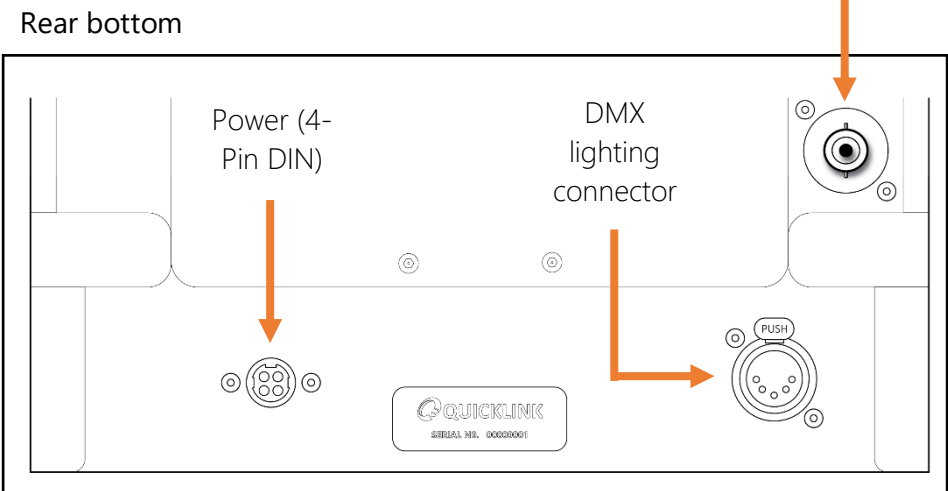 Rear bottom
Power (4-
Pin DIN)
DMX
lighting
connector
PUSH
QUICKLINK
SERIAL NO. 00000001